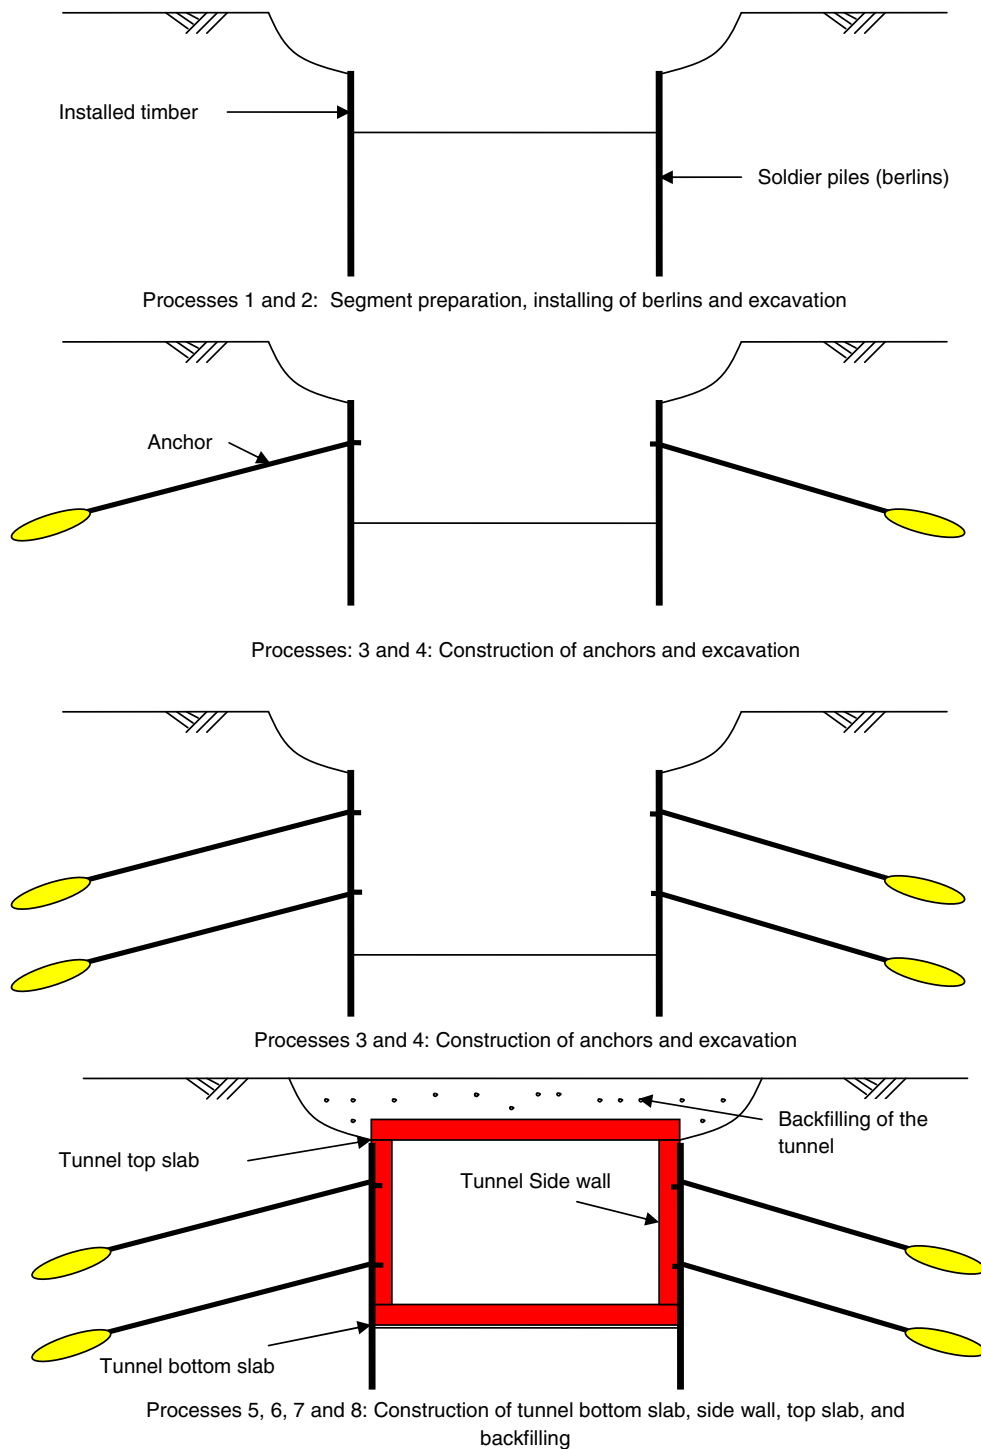 Installed timber
Soldier piles (berlins)
Processes 1 and 2:  Segment preparation, installing of berlins and excavation
Anchor
Processes: 3 and 4: Construction of anchors and excavation
Processes 3 and 4: Construction of anchors and excavation
Backfilling of the
tunnel
Tunnel top slab
Tunnel Side wall
Tunnel bottom slab
Processes 5, 6, 7 and 8: Construction of tunnel bottom slab, side wall, top slab, and
backfilling